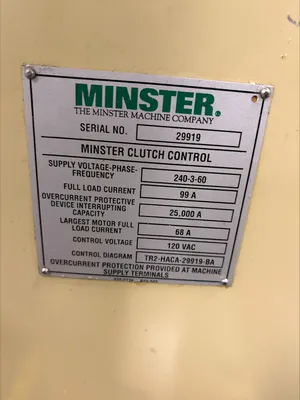 MINSTER®
THE MINSTER MACHINE COMPANY
SERIAL NO. 29919
MINSTER CLUTCH CONTROL
SUPPLY VOLTAGE-PHASE-
FREQUENCY 240-3-60
FULL LOAD CURRENT 99 A
OVERCURRENT PROTECTIVE
DEVICE INTERRUPTING
CAPACITY 25,000 A
LARGEST MOTOR FULL
LOAD CURRENT 68 A
CONTROL VOLTAGE 120 VAC
CONTROL DIAGRAM TR2-HACA-29919-BA
OVERCURRENT PROTECTION PROVIDED AT MACHINE
SUPPLY TERMINALS